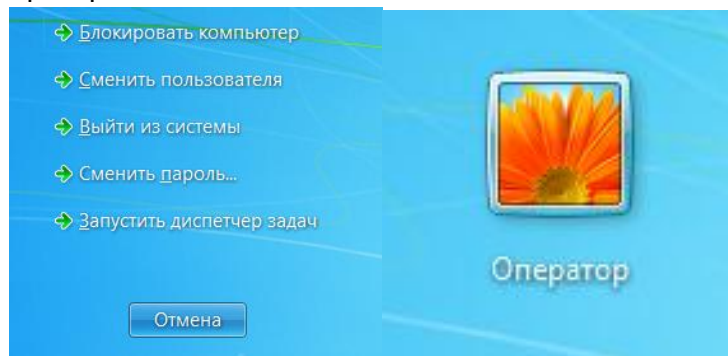 Блокировать компьютер
Сменить пользователя
Выйти из системы
Сменить пароль...
Запустить диспетчер задач
Отмена
Оператор